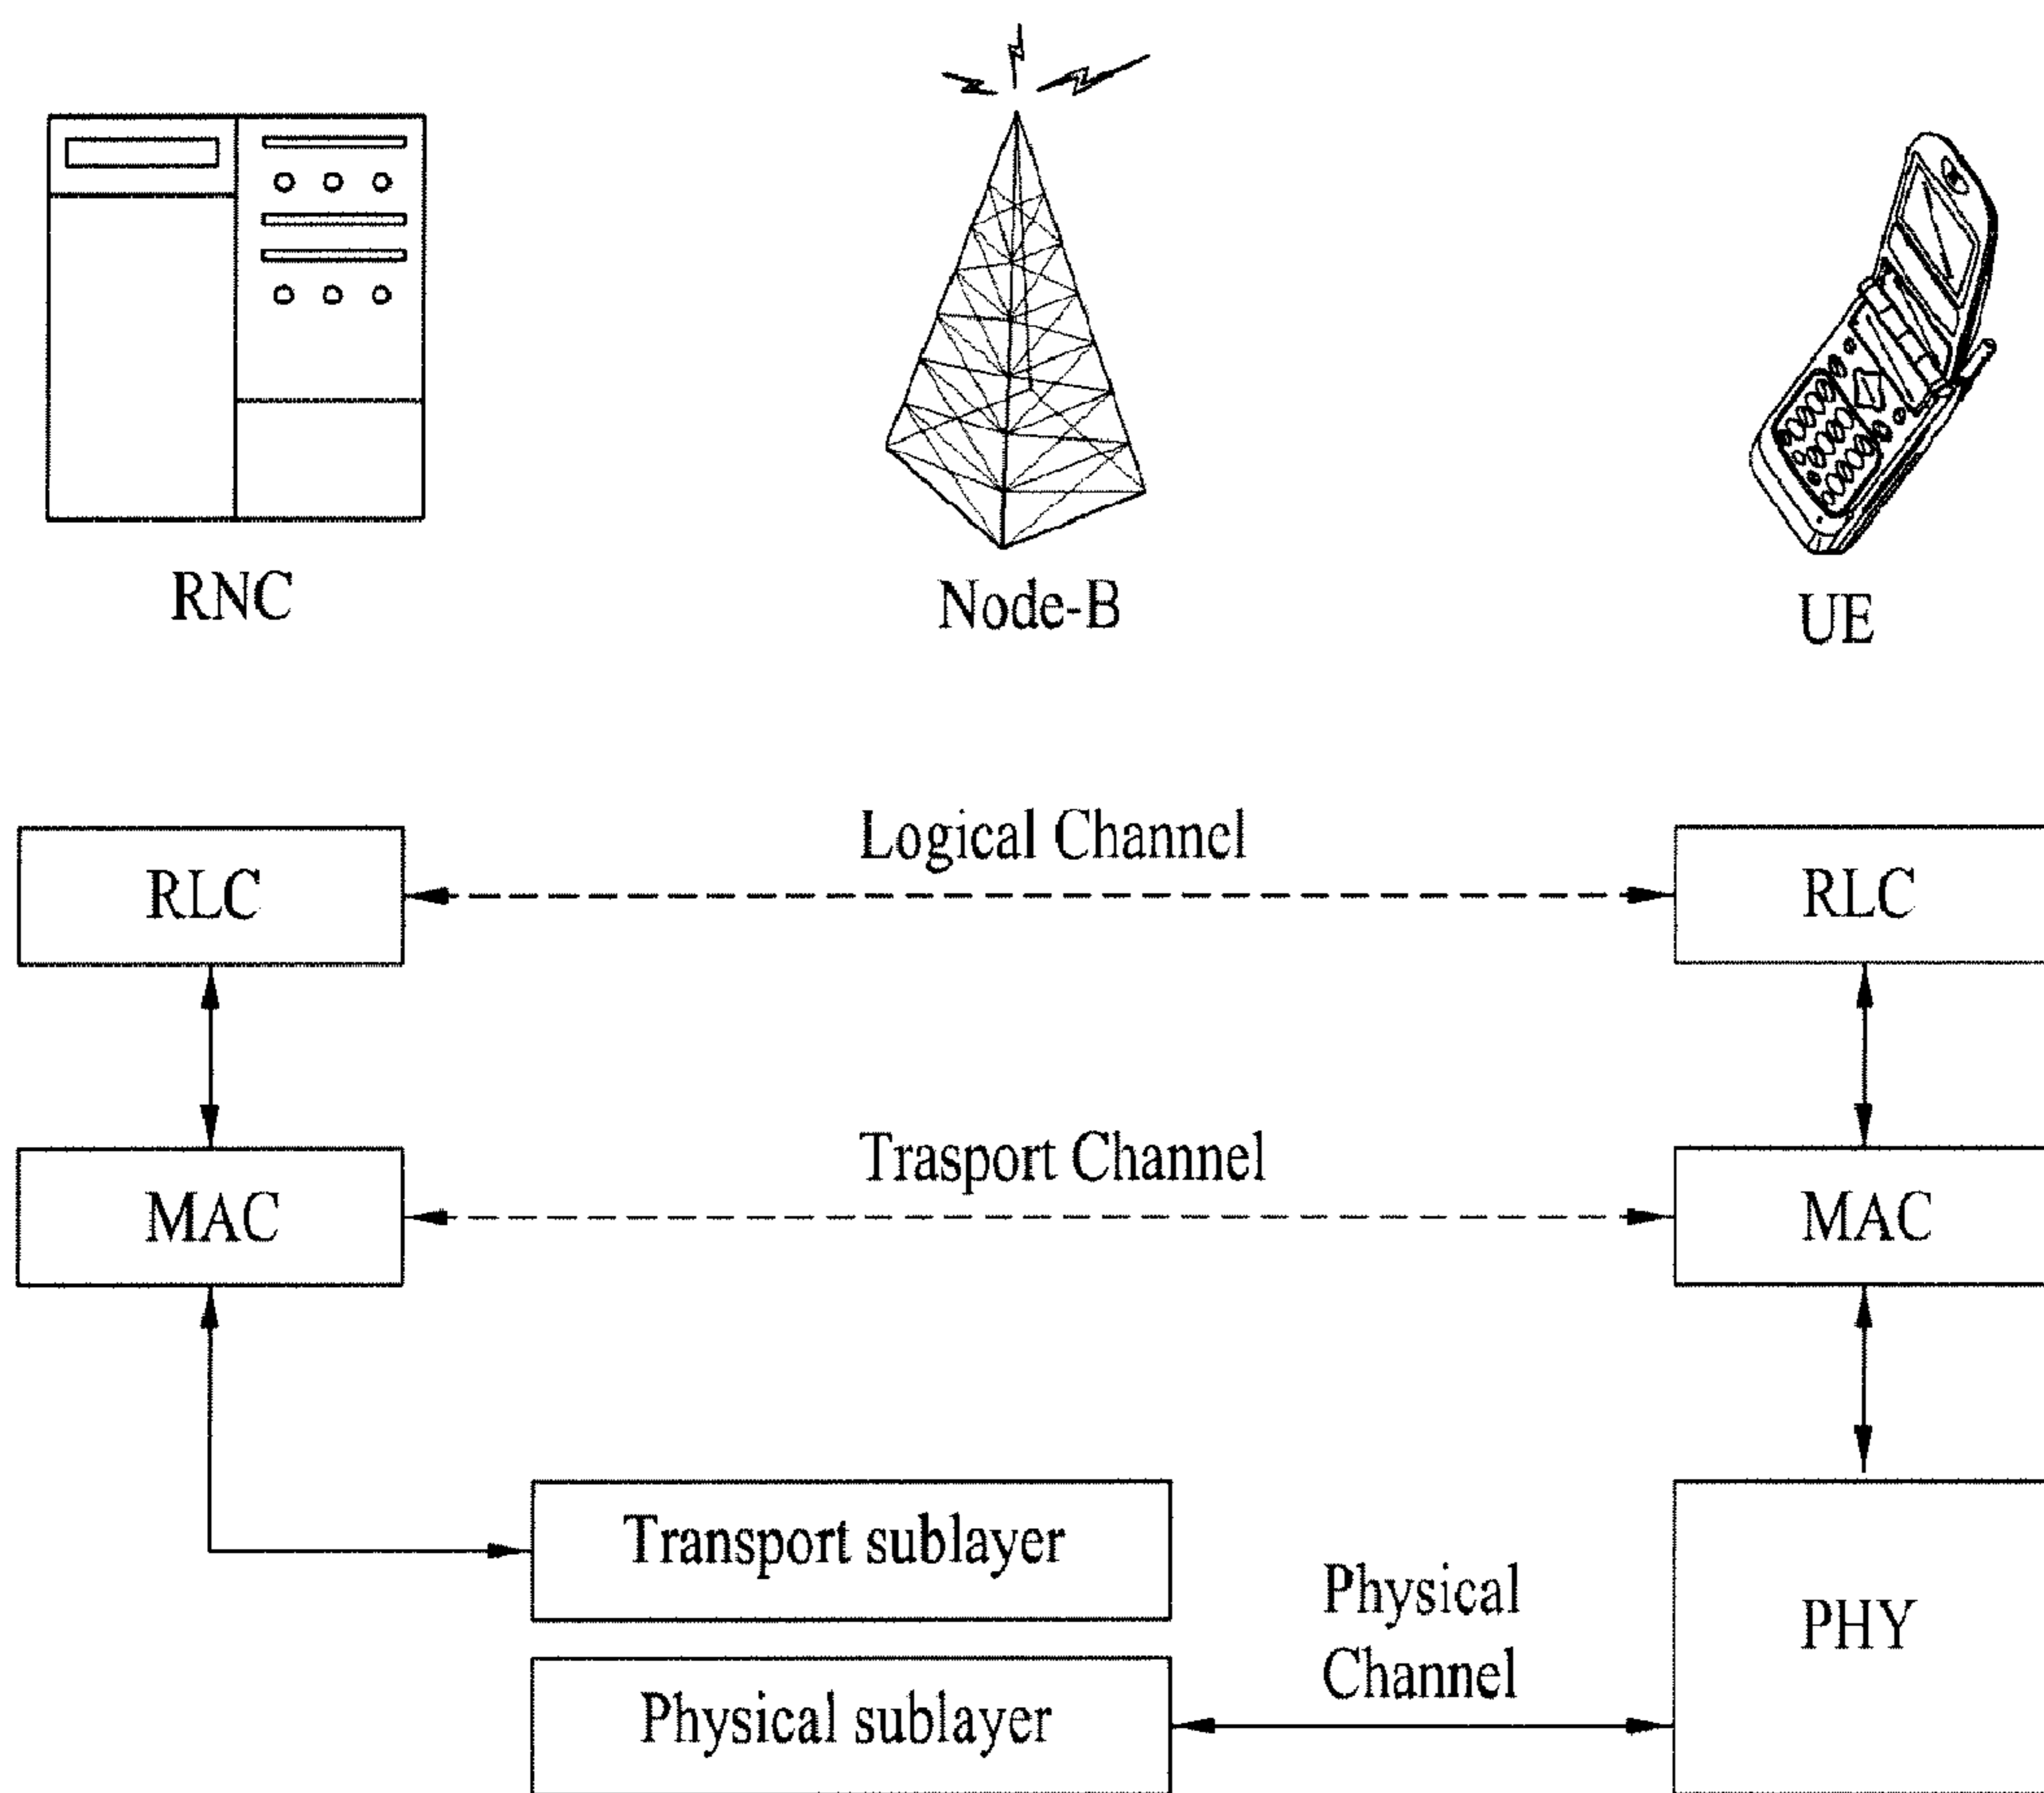 RNC
Node-B
UE
Logical Channel
RLC
RLC
Trasport Channel
MAC
MAC
Transport sublayer
Physical
Channel
PHY
Physical sublayer